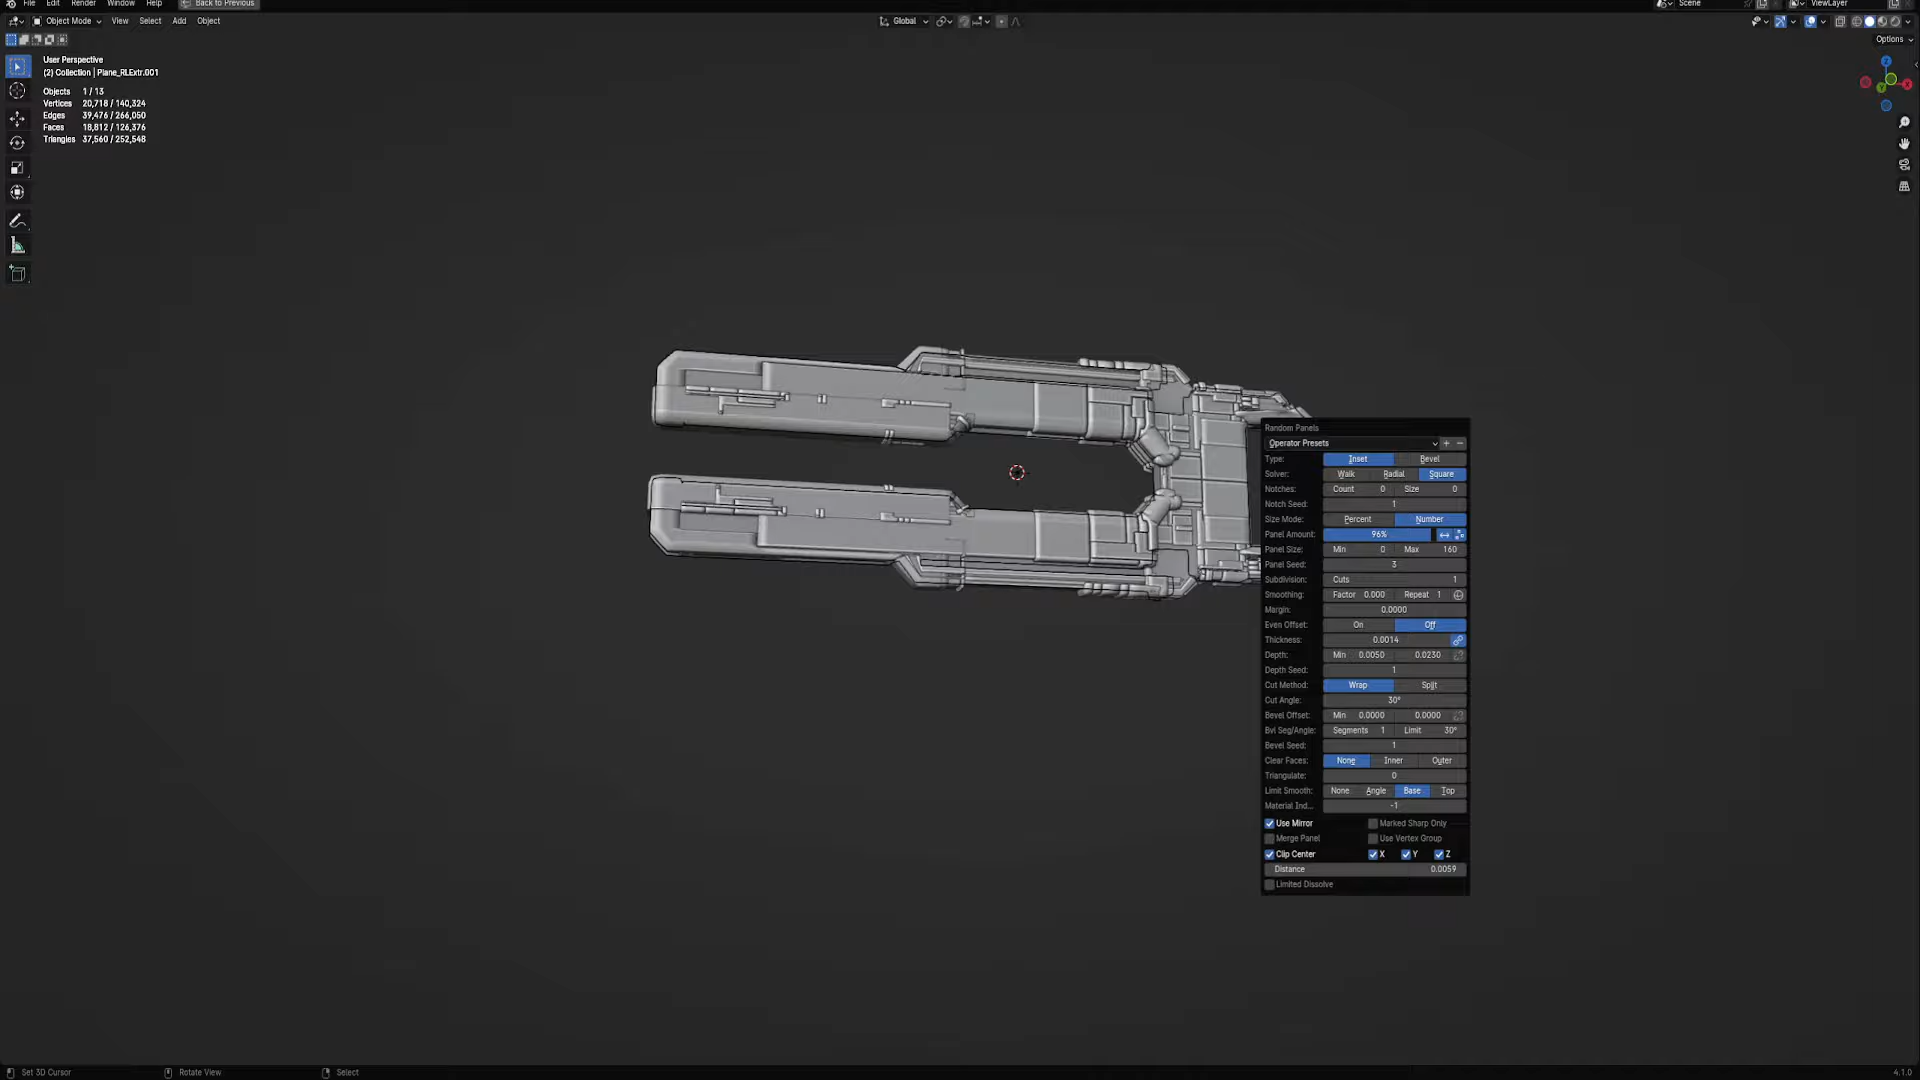 File Edit Render Window Help Back to Previous Scene ViewLayer
Object Mode View Select Add Object Global
Options
User Perspective
(2) Collection | Plane_RLExtr.001
Objects 1 / 13
Vertices 20,718 / 140,324
Edges 39,476 / 266,050
Faces 18,812 / 126,376
Triangles 37,560 / 252,548
Z
X
Y
Random Panels
Operator Presets
Type: Inset Bevel
Solver: Walk Radial Square
Notches: Count 0 Size 0
Notch Seed: 1
Size Mode: Percent Number
Panel Amount: 96%
Panel Size: Min 0 Max 160
Panel Seed: 3
Subdivision: Cuts 1
Smoothing: Factor 0.000 Repeat 1
Margin: 0.0000
Even Offset: On Off
Thickness: 0.0014
Depth: Min 0.0050 0.0230
Depth Seed: 1
Cut Method: Wrap Split
Cut Angle: 30°
Bevel Offset: Min 0.0000 0.0000
Bvl Seg/Angle: Segments 1 Limit 30°
Bevel Seed: 1
Clear Faces: None Inner Outer
Triangulate: 0
Limit Smooth: None Angle Base Top
Material Ind... -1
Use Mirror Marked Sharp Only
Merge Panel Use Vertex Group
Clip Center X Y Z
Distance 0.0059
Limited Dissolve
Set 3D Cursor Rotate View Select 4.1.0